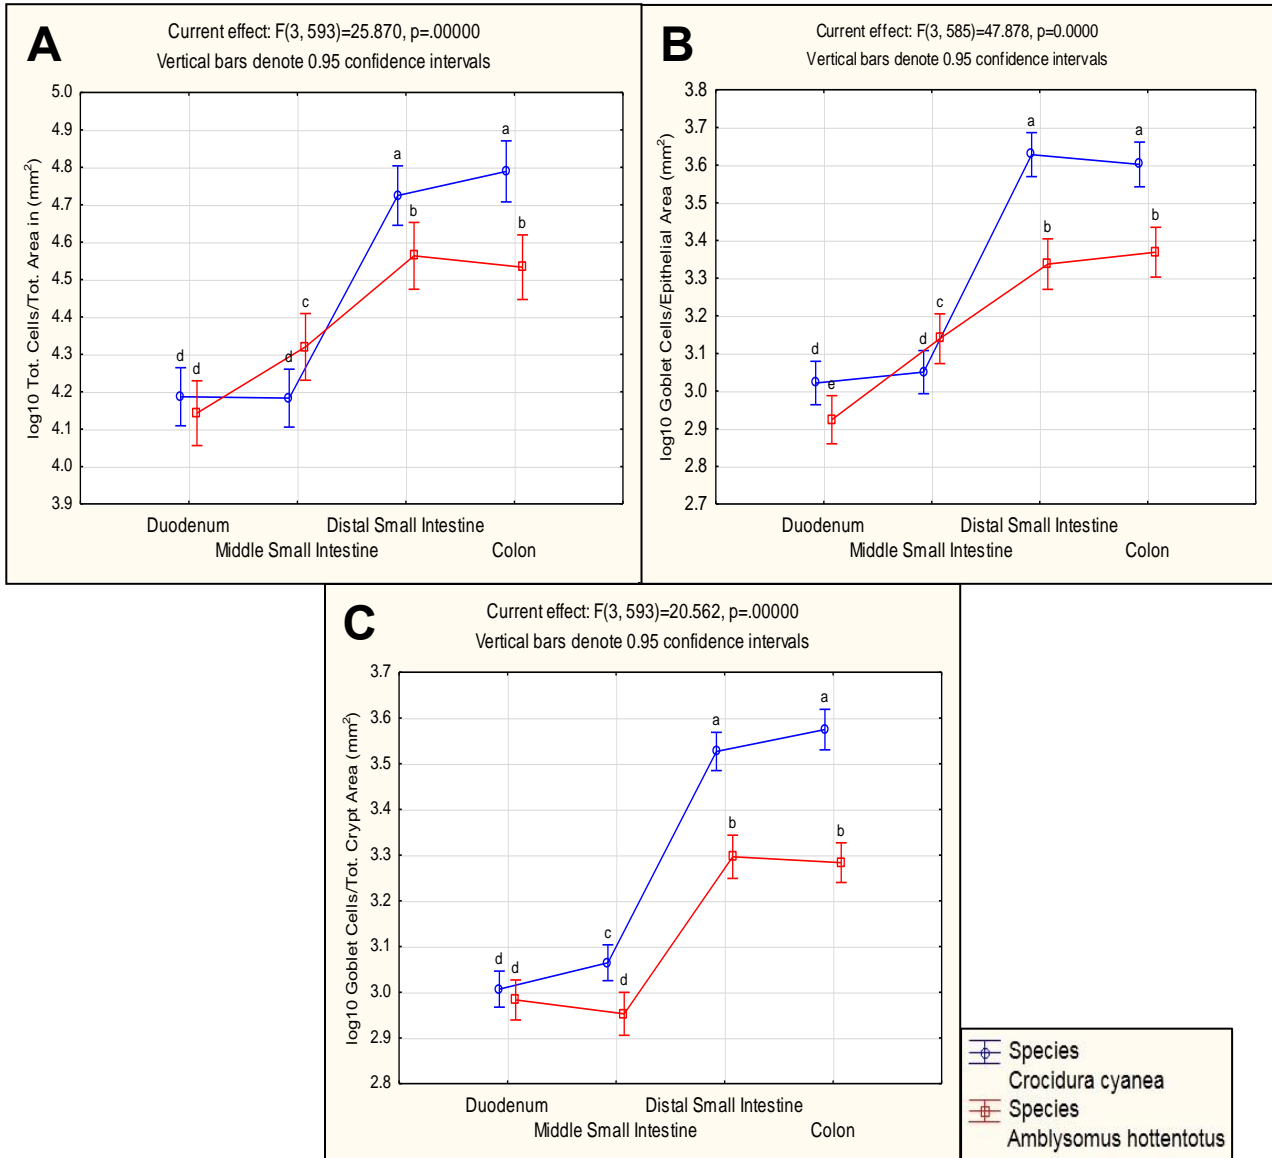 A
Current effect: F(3, 593)=25.870, p=.00000
Vertical bars denote 0.95 confidence intervals
log10 Tot. Cells/Tot. Area in (mm²)
5.0
4.9
4.8
4.7
4.6
4.5
4.4
4.3
4.2
4.1
4.0
3.9
d
d
d
c
a
b
a
b
Duodenum
Middle Small Intestine
Distal Small Intestine
Colon
B
Current effect: F(3, 585)=47.878, p=0.0000
Vertical bars denote 0.95 confidence intervals
log10 Goblet Cells/Epithelial Area (mm²)
3.8
3.7
3.6
3.5
3.4
3.3
3.2
3.1
3.0
2.9
2.8
2.7
d
e
d
c
a
b
a
b
Duodenum
Middle Small Intestine
Distal Small Intestine
Colon
C
Current effect: F(3, 593)=20.562, p=.00000
Vertical bars denote 0.95 confidence intervals
log10 Goblet Cells/Tot. Crypt Area (mm²)
3.7
3.6
3.5
3.4
3.3
3.2
3.1
3.0
2.9
2.8
d
d
c
d
a
b
a
b
Duodenum
Middle Small Intestine
Distal Small Intestine
Colon
Species
Crocidura cyanea
Species
Amblysomus hottentotus